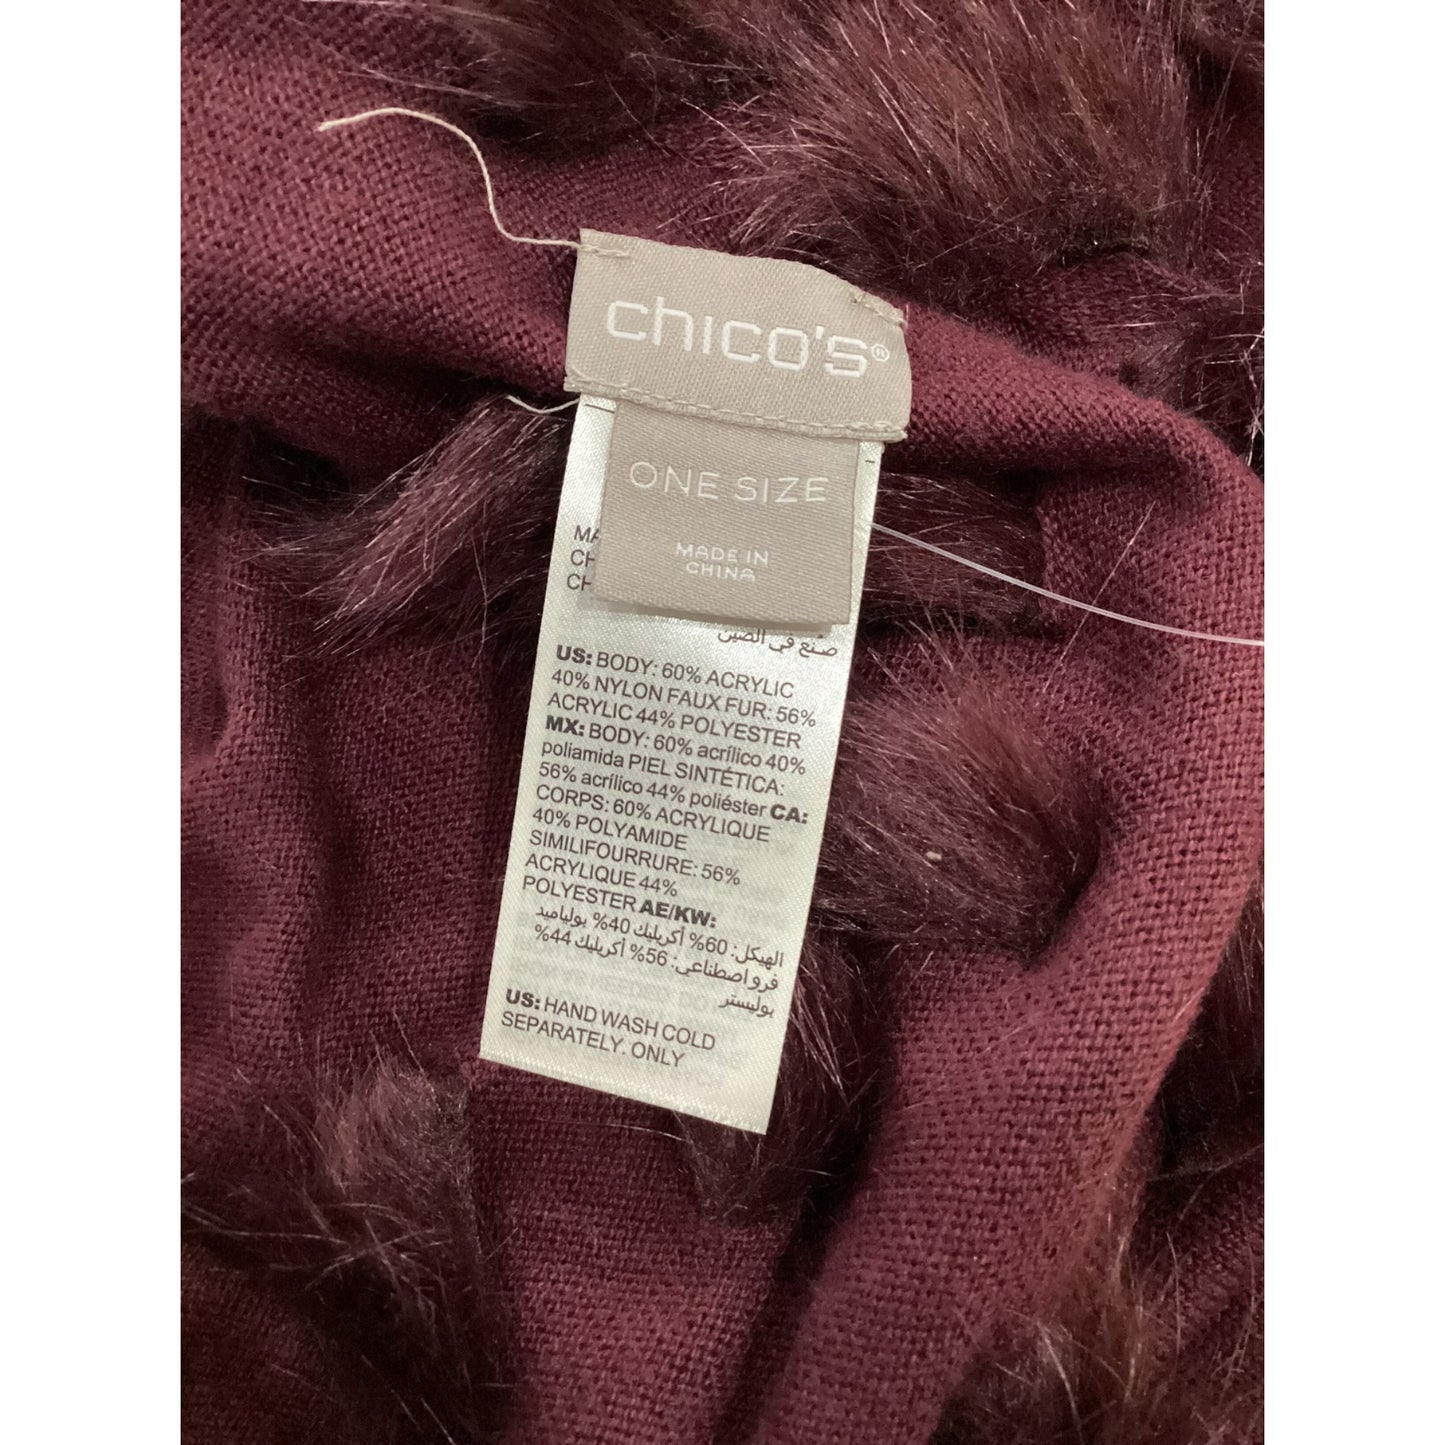 chico's®
ONE SIZE
MADE IN
CHINA
صنع في الصين
US: BODY: 60% ACRYLIC
40% NYLON FAUX FUR: 56%
ACRYLIC 44% POLYESTER
MX: BODY: 60% acrílico 40%
poliamida PIEL SINTÉTICA:
56% acrílico 44% poliéster CA:
CORPS: 60% ACRYLIQUE
40% POLYAMIDE
SIMILIFOURRURE: 56%
ACRYLIQUE 44%
POLYESTER AE/KW:
الهيكل: 60% أكريليك 40% بولياميد
فرو اصطناعي: 56% أكريليك 44%
بوليستر
US: HAND WASH COLD
SEPARATELY. ONLY